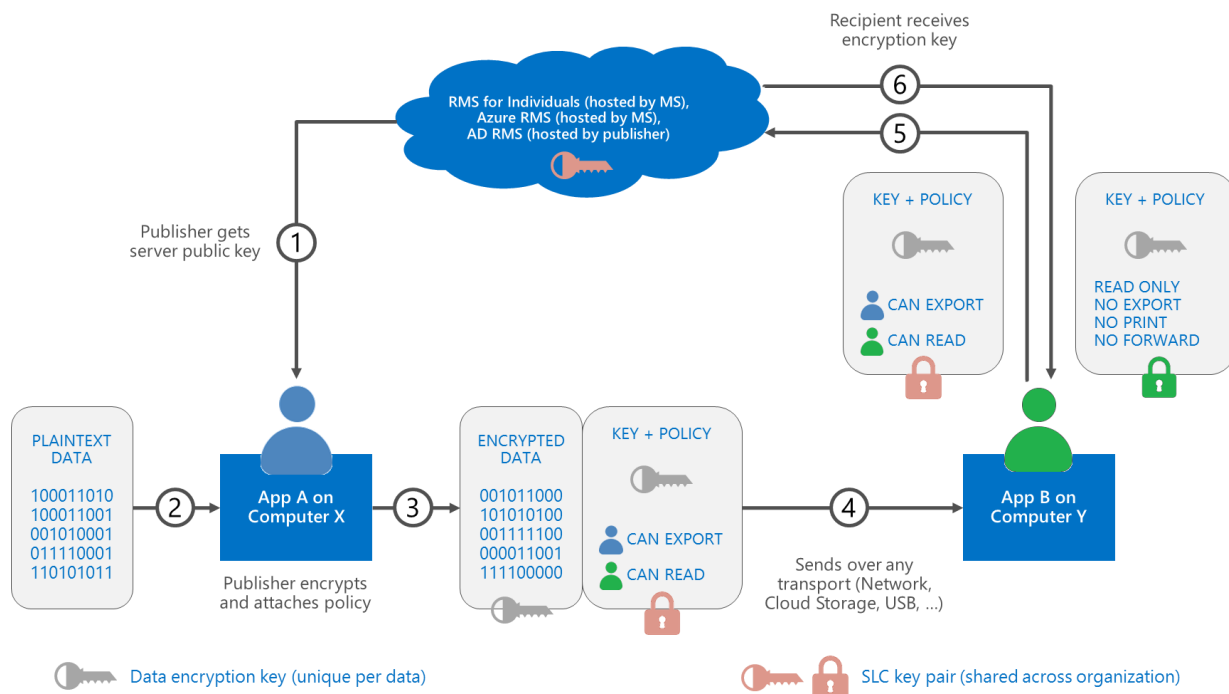 Recipient receives
encryption key
6
RMS for Individuals (hosted by MS),
Azure RMS (hosted by MS),
AD RMS (hosted by publisher)
5
Publisher gets
server public key
1
KEY + POLICY
CAN EXPORT
CAN READ
KEY + POLICY
READ ONLY
NO EXPORT
NO PRINT
NO FORWARD
PLAINTEXT
DATA
100011010
100011001
001010001
011110001
110101011
2
App A on
Computer X
3
Publisher encrypts
and attaches policy
ENCRYPTED
DATA
001011000
101010100
001111100
000011001
111100000
KEY + POLICY
CAN EXPORT
CAN READ
4
Sends over any
transport (Network,
Cloud Storage, USB, ...)
App B on
Computer Y
Data encryption key (unique per data)
SLC key pair (shared across organization)